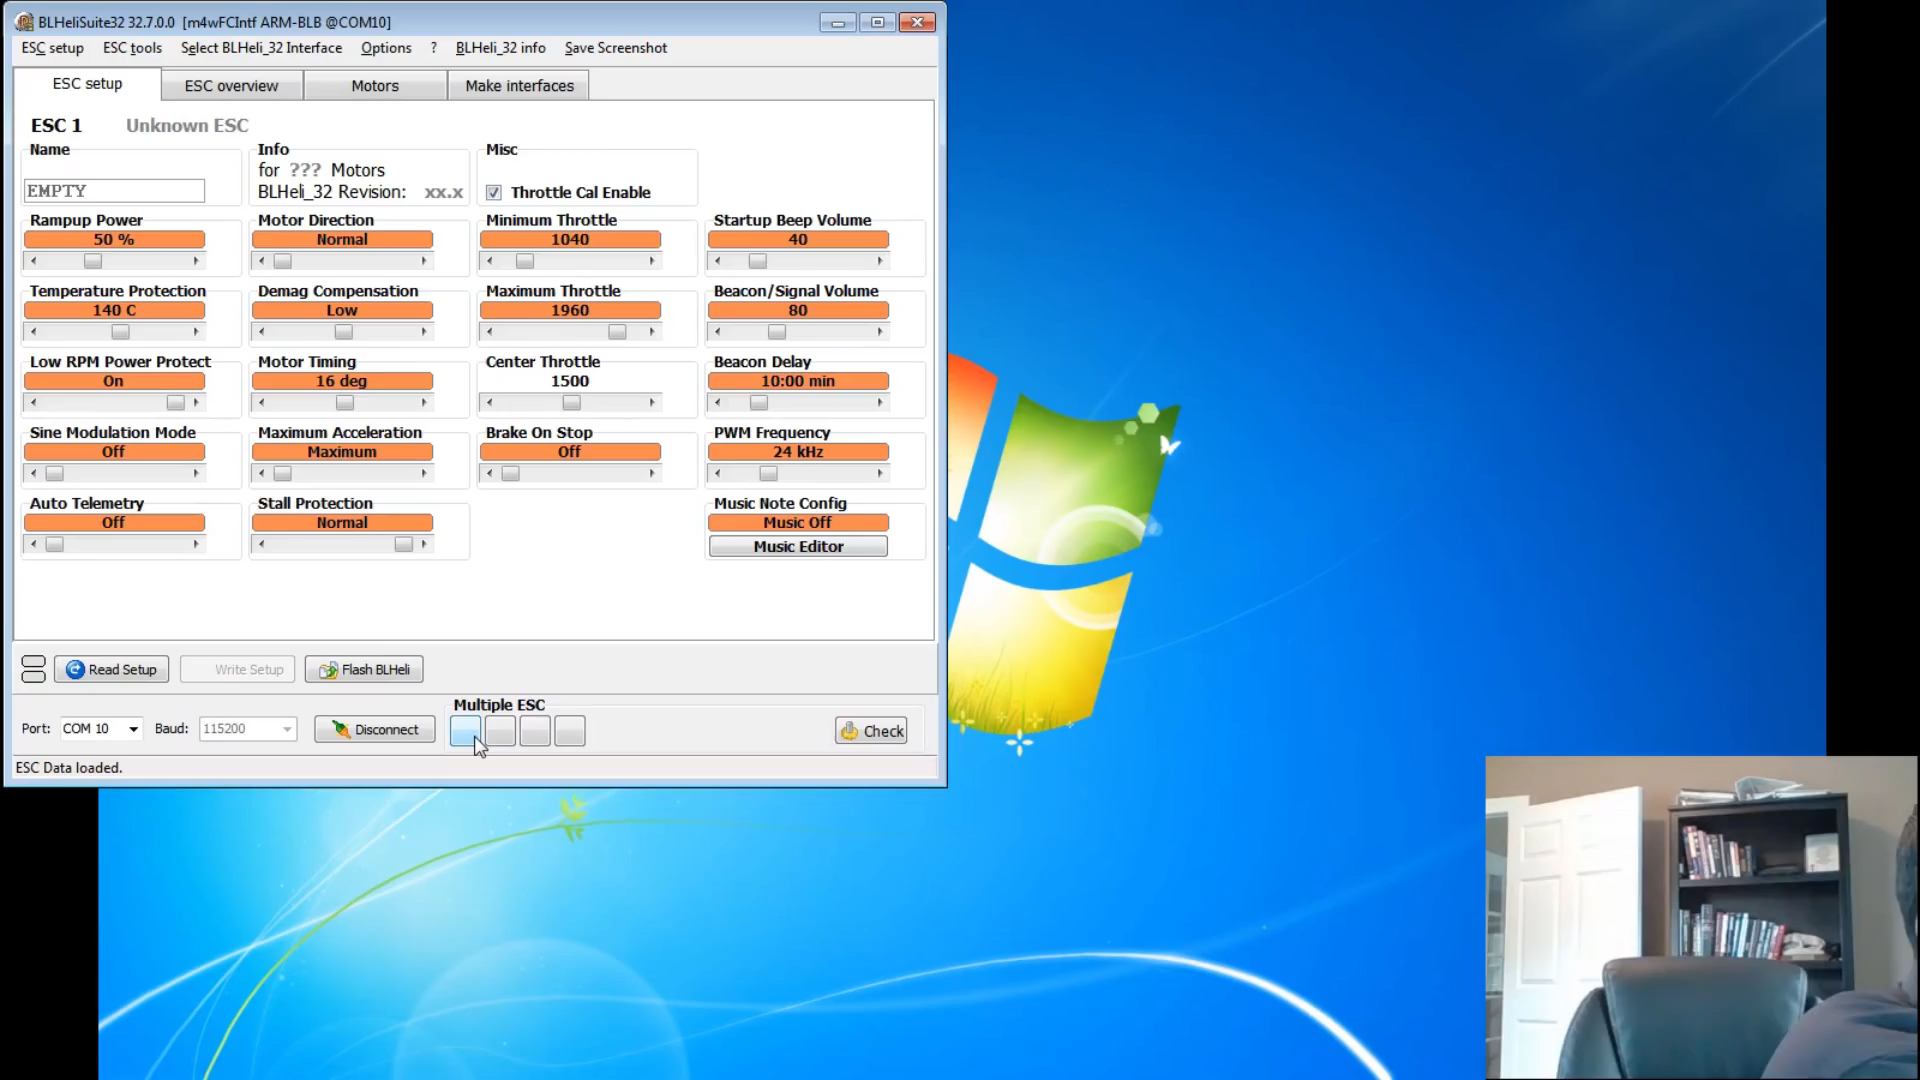 BLHeliSuite32 32.7.0.0 [m4wFCIntf ARM-BLB @COM10]
ESC setup ESC tools Select BLHeli_32 Interface Options ? BLHeli_32 info Save Screenshot
ESC setup ESC overview Motors Make interfaces
ESC 1 Unknown ESC
Name Info Misc
for ??? Motors
EMPTY BLHeli_32 Revision: xx.x Throttle Cal Enable
Rampup Power Motor Direction Minimum Throttle Startup Beep Volume
50 % Normal 1040 40
Temperature Protection Demag Compensation Maximum Throttle Beacon/Signal Volume
140 C Low 1960 80
Low RPM Power Protect Motor Timing Center Throttle Beacon Delay
On 16 deg 1500 10:00 min
Sine Modulation Mode Maximum Acceleration Brake On Stop PWM Frequency
Off Maximum Off 24 kHz
Auto Telemetry Stall Protection Music Note Config
Off Normal Music Off
Music Editor
Read Setup Write Setup Flash BLHeli
Multiple ESC
Port: COM 10 Baud: 115200 Disconnect Check
ESC Data loaded.